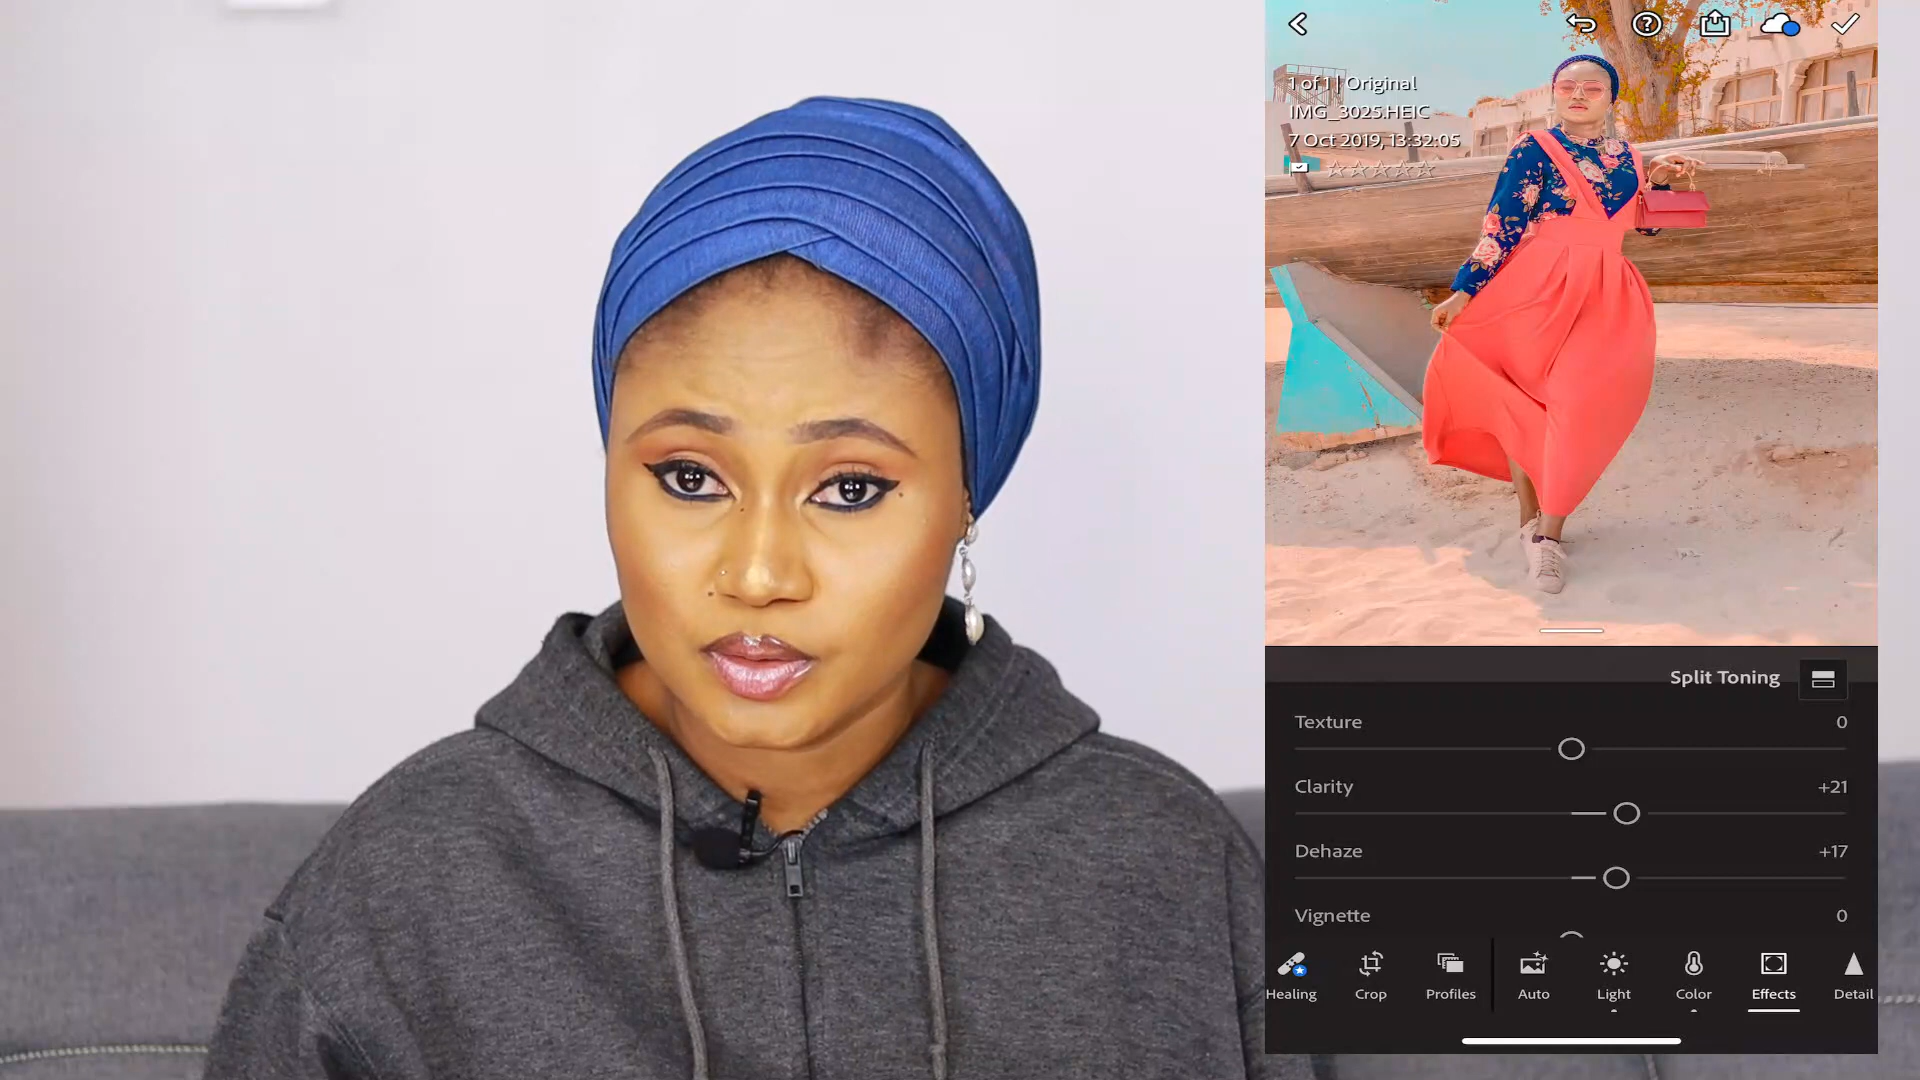 1 of 1 | Original
IMG_3025.HEIC
7 Oct 2019, 13:32:05
Split Toning
Texture 0
Clarity +21
Dehaze +17
Vignette 0
Healing Crop Profiles Auto Light Color Effects Detail